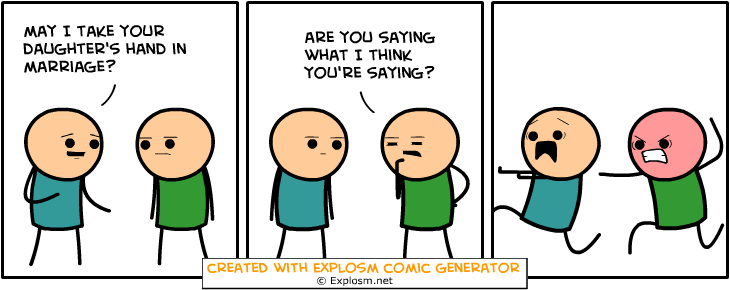 MAY I TAKE YOUR
DAUGHTER'S HAND IN
MARRIAGE?
ARE YOU SAYING
WHAT I THINK
YOU'RE SAYING?
CREATED WITH EXPLOSM COMIC GENERATOR
© Explosm.net